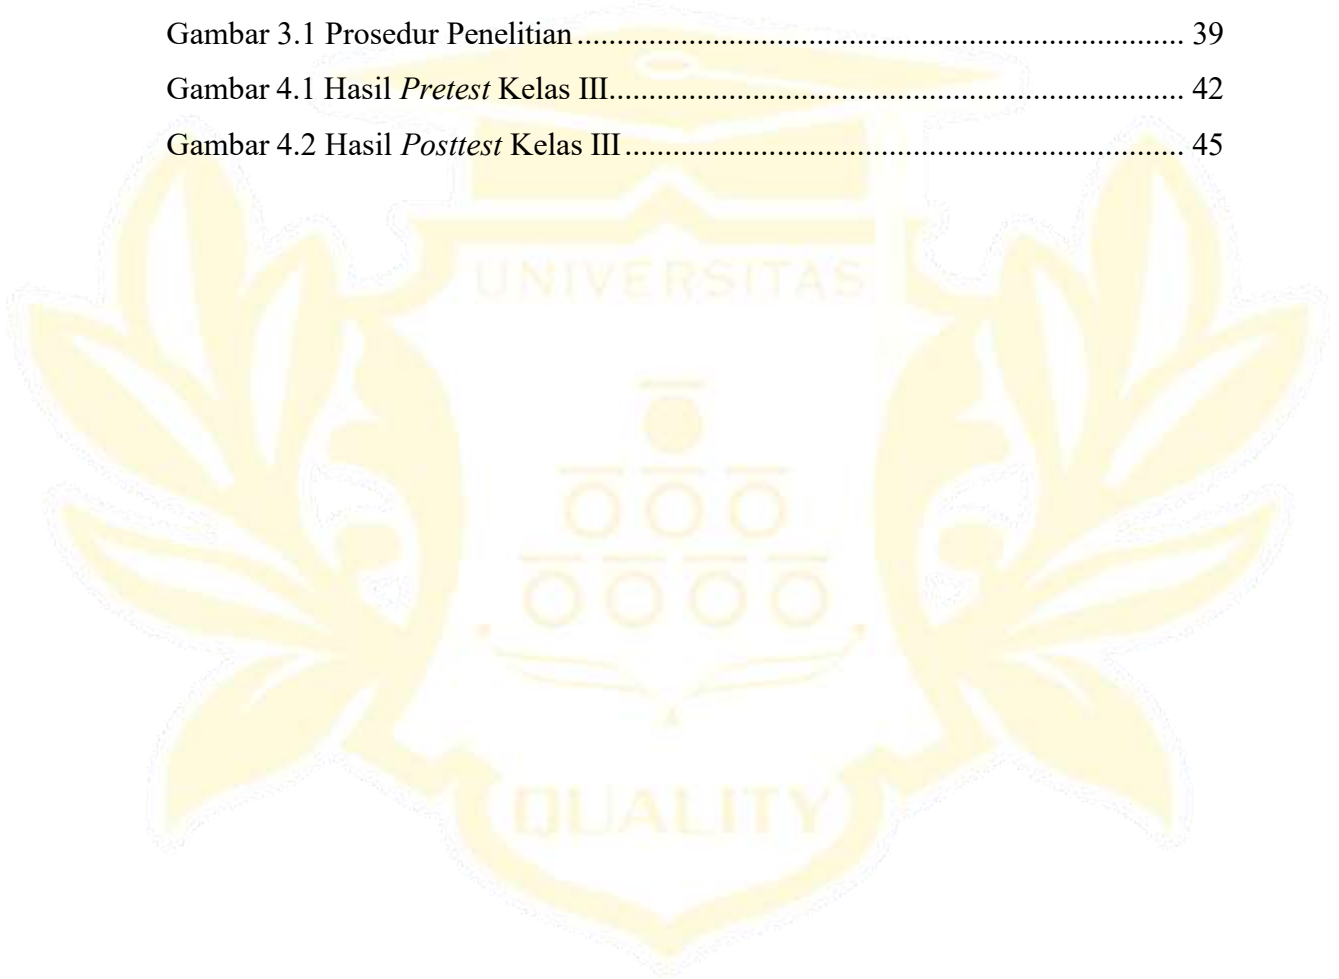 Gambar 3.1 Prosedur Penelitian ............................................................................ 39
Gambar 4.1 Hasil Pretest Kelas III........................................................................ 42
Gambar 4.2 Hasil Posttest Kelas III ...................................................................... 45
UNIVERSITAS
QUALITY